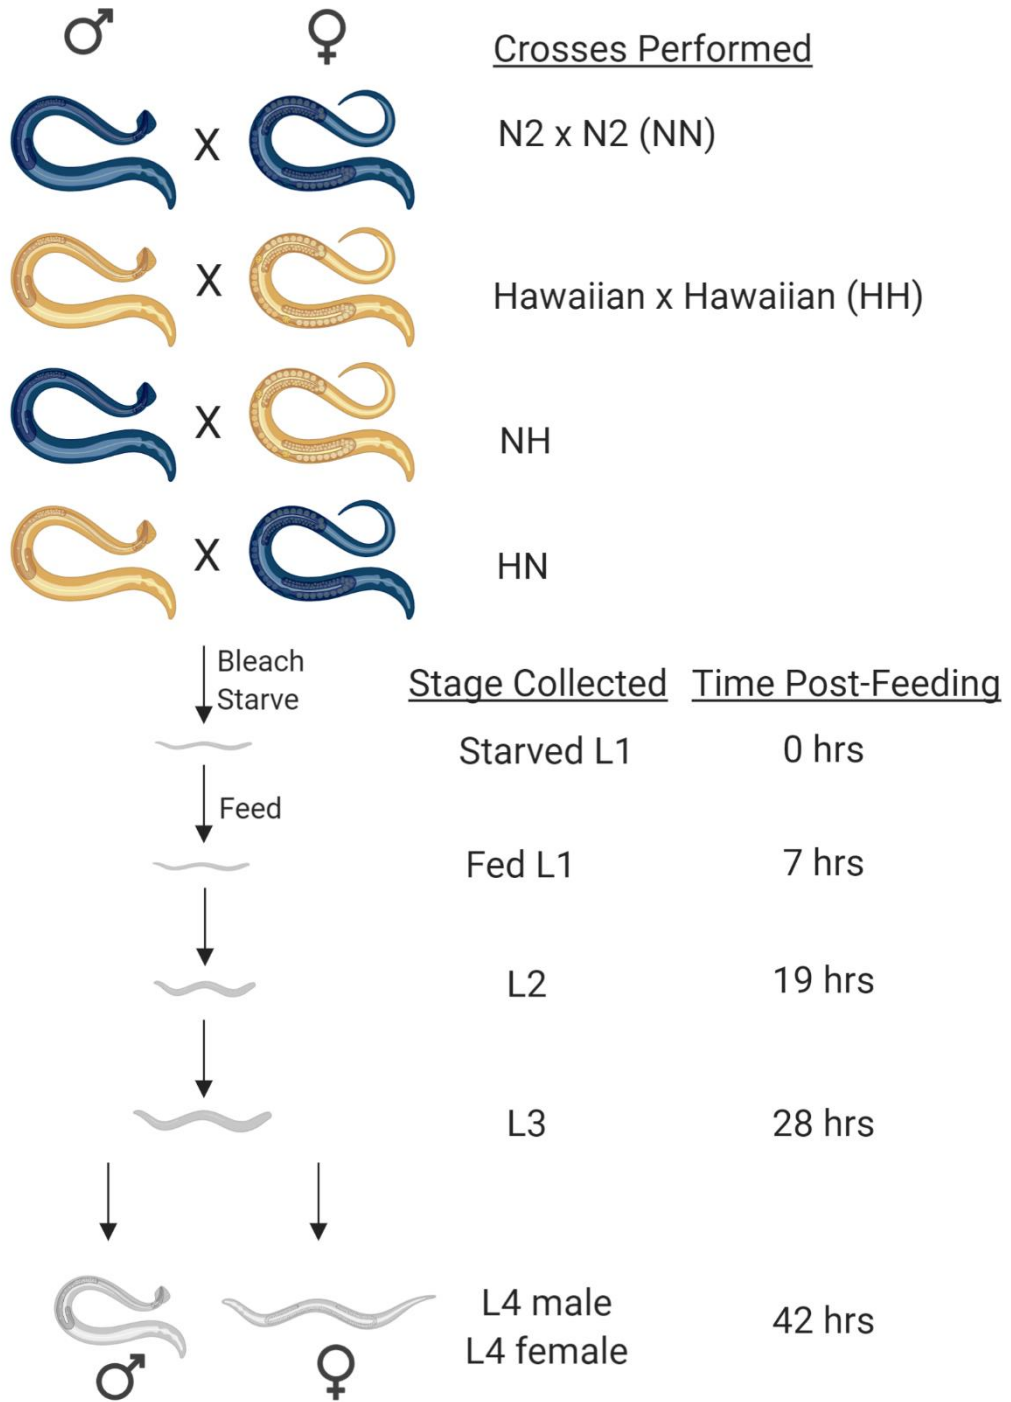 ♂ ♀ Crosses Performed
X N2 x N2 (NN)
X Hawaiian x Hawaiian (HH)
X NH
X HN
Bleach
Starve
Stage Collected Time Post-Feeding
Starved L1 0 hrs
Feed
Fed L1 7 hrs
L2 19 hrs
L3 28 hrs
L4 male
L4 female
42 hrs
♂ ♀